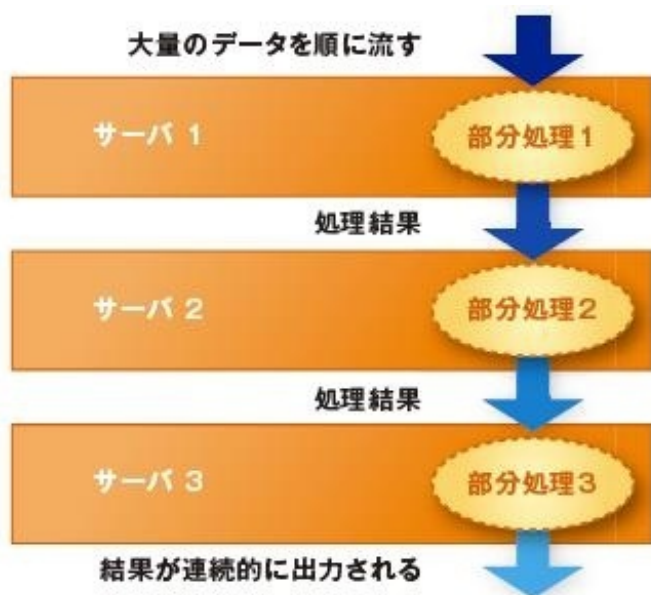 大量のデータを順に流す
サーバ 1
部分処理1
処理結果
サーバ 2
部分処理2
処理結果
サーバ 3
部分処理3
結果が連続的に出力される